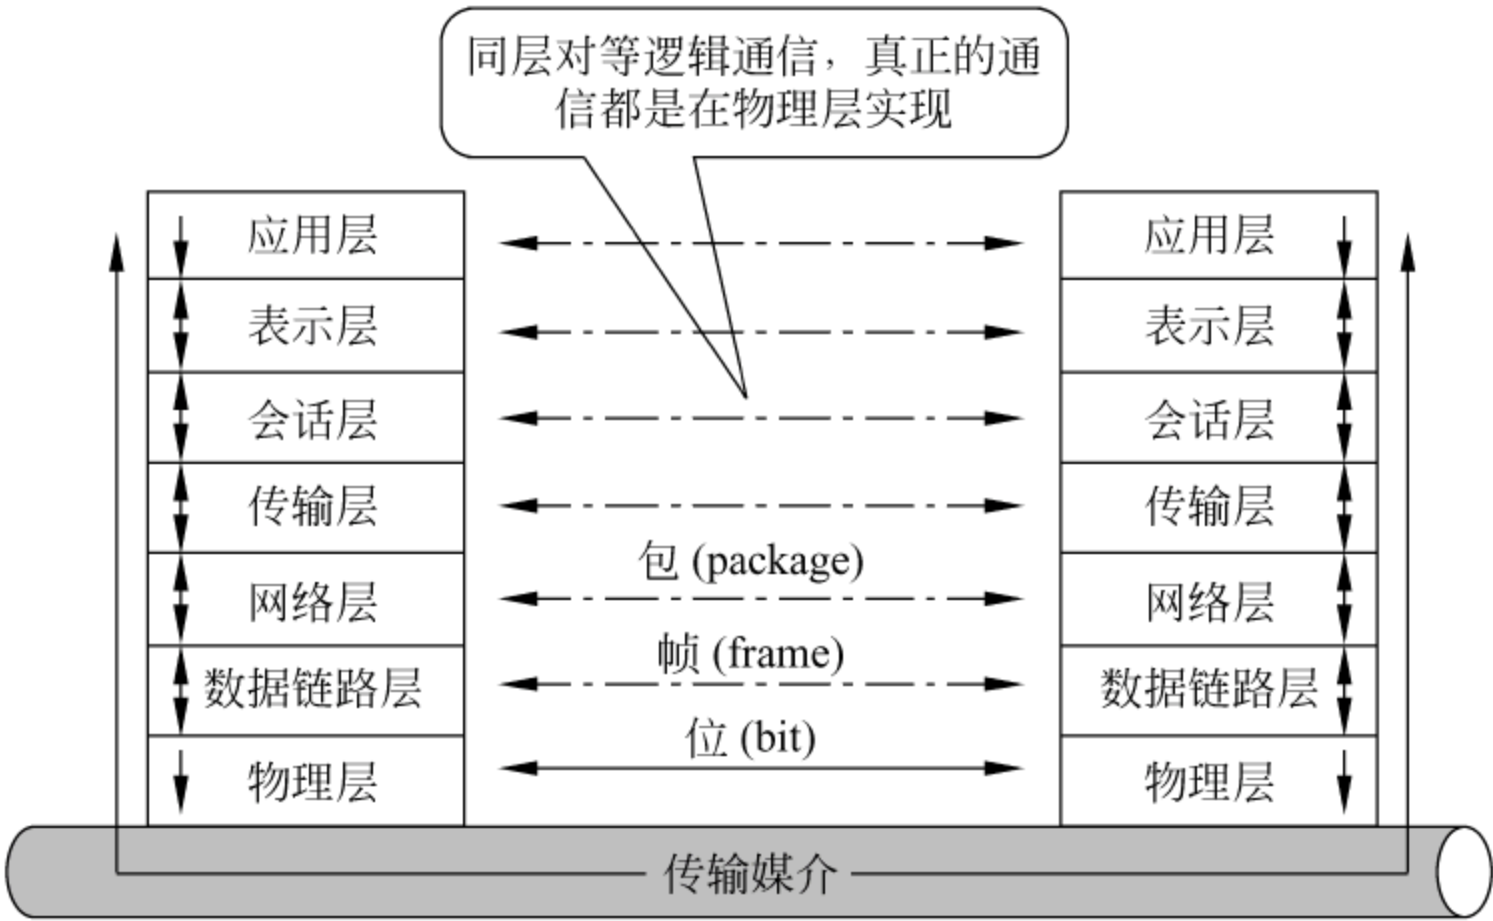 同层对等逻辑通信，真正的通
信都是在物理层实现
应用层
应用层
表示层
表示层
会话层
会话层
传输层
传输层
包 (package)
网络层
网络层
帧 (frame)
数据链路层
数据链路层
位 (bit)
物理层
物理层
传输媒介